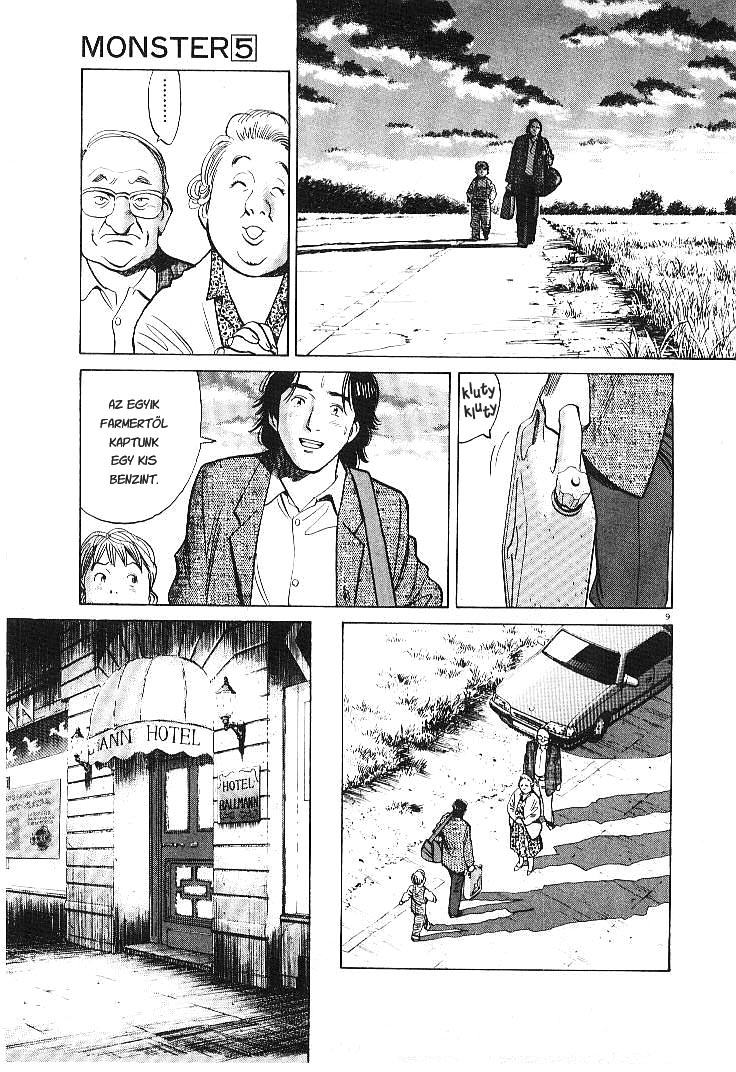 MONSTER5
........
kluty
kluty
AZ EGYIK
FARMERTŐL
KAPTUNK
EGY KIS
BENZINT.
9
ANN HOTEL
HOTEL
BALLMANN